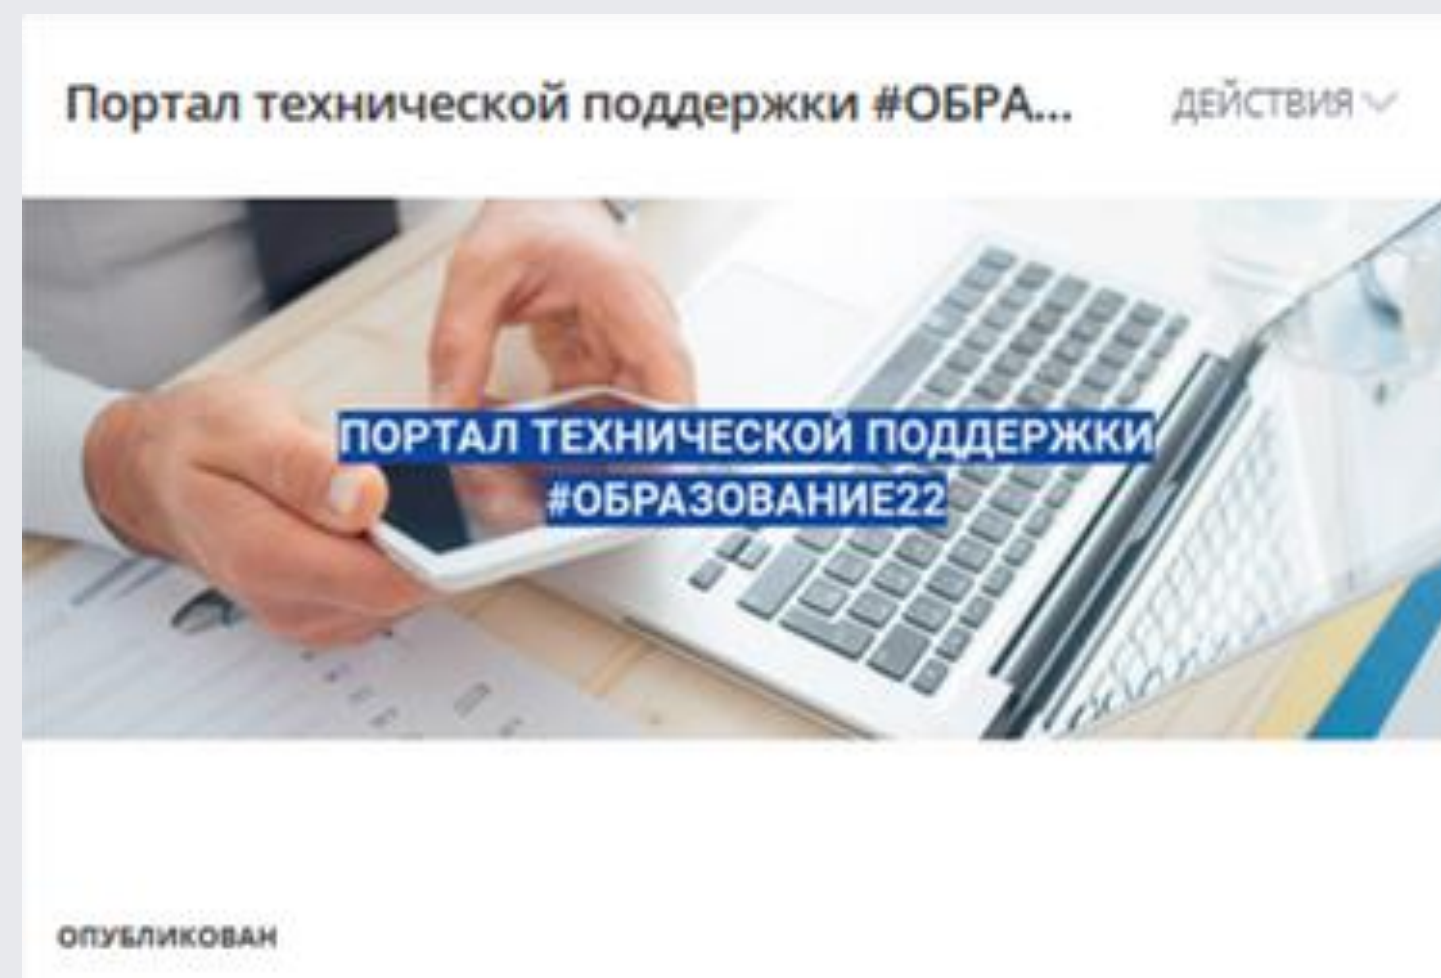 Портал технической поддержки #ОБРА...
ДЕЙСТВИЯ
ПОРТАЛ ТЕХНИЧЕСКОЙ ПОДДЕРЖКИ
#ОБРАЗОВАНИЕ22
ОПУБЛИКОВАН